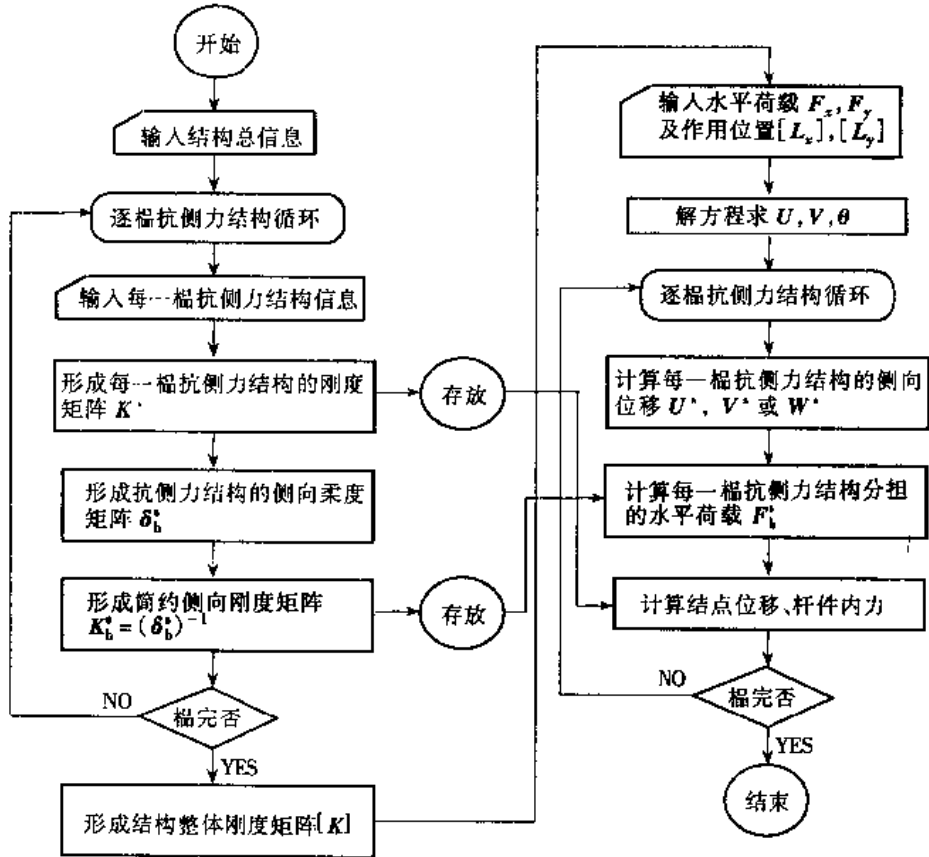 开始
输入结构总信息
逐榀抗侧力结构循环
输入每一榀抗侧力结构信息
形成每一榀抗侧力结构的刚度
矩阵 K*
存放
形成抗侧力结构的侧向柔度
矩阵 δ_h^*
形成简约侧向刚度矩阵
K_h^* = (δ_h^*)^{-1}
存放
NO
榀完否
YES
形成结构整体刚度矩阵[K]
输入水平荷载 F_x, F_y
及作用位置[L_x],[L_y]
解方程求 U, V, θ
逐榀抗侧力结构循环
计算每一榀抗侧力结构的侧向
位移 U*, V* 或 W*
计算每一榀抗侧力结构分担
的水平荷载 F_h^*
计算结点位移、杆件内力
NO
榀完否
YES
结束